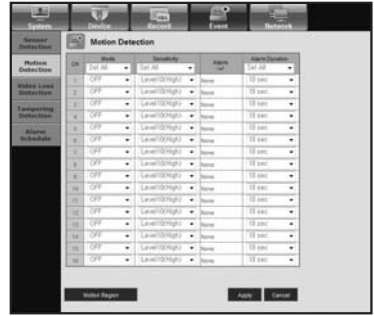 System Device Record Event Network
Sensor Detection
Motion Detection
Video Loss Detection
Tampering Detection
Alarm Schedule
Motion Detection
CH Mode Sensitivity Alarm Alarm Duration
Set All Set All Set All
1 OFF Level10(High) None 10 sec
2 OFF Level10(High) None 10 sec
3 OFF Level10(High) None 10 sec
4 OFF Level10(High) None 10 sec
5 OFF Level10(High) None 10 sec
6 OFF Level10(High) None 10 sec
7 OFF Level10(High) None 10 sec
8 OFF Level10(High) None 10 sec
9 OFF Level10(High) None 10 sec
10 OFF Level10(High) None 10 sec
11 OFF Level10(High) None 10 sec
12 OFF Level10(High) None 10 sec
13 OFF Level10(High) None 10 sec
14 OFF Level10(High) None 10 sec
15 OFF Level10(High) None 10 sec
16 OFF Level10(High) None 10 sec
Motion Region Apply Cancel